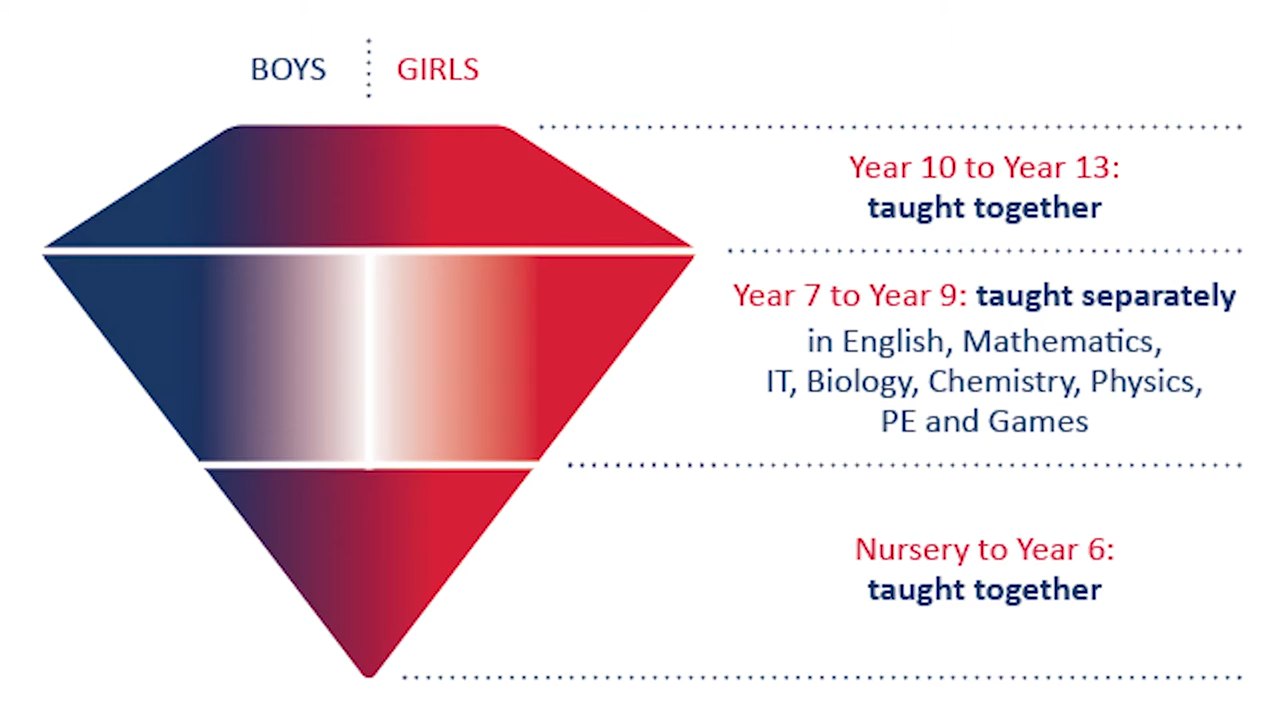 BOYS GIRLS
Year 10 to Year 13:
taught together
Year 7 to Year 9: taught separately
in English, Mathematics,
IT, Biology, Chemistry, Physics,
PE and Games
Nursery to Year 6:
taught together